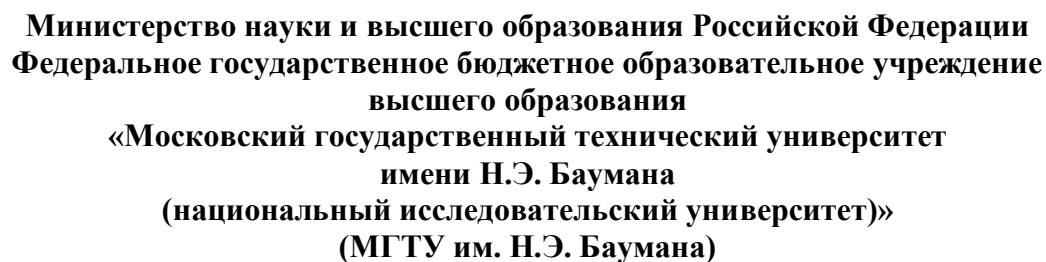 Министерство науки и высшего образования Российской Федерации
Федеральное государственное бюджетное образовательное учреждение
высшего образования
«Московский государственный технический университет
имени Н.Э. Баумана
(национальный исследовательский университет)»
(МГТУ им. Н.Э. Баумана)